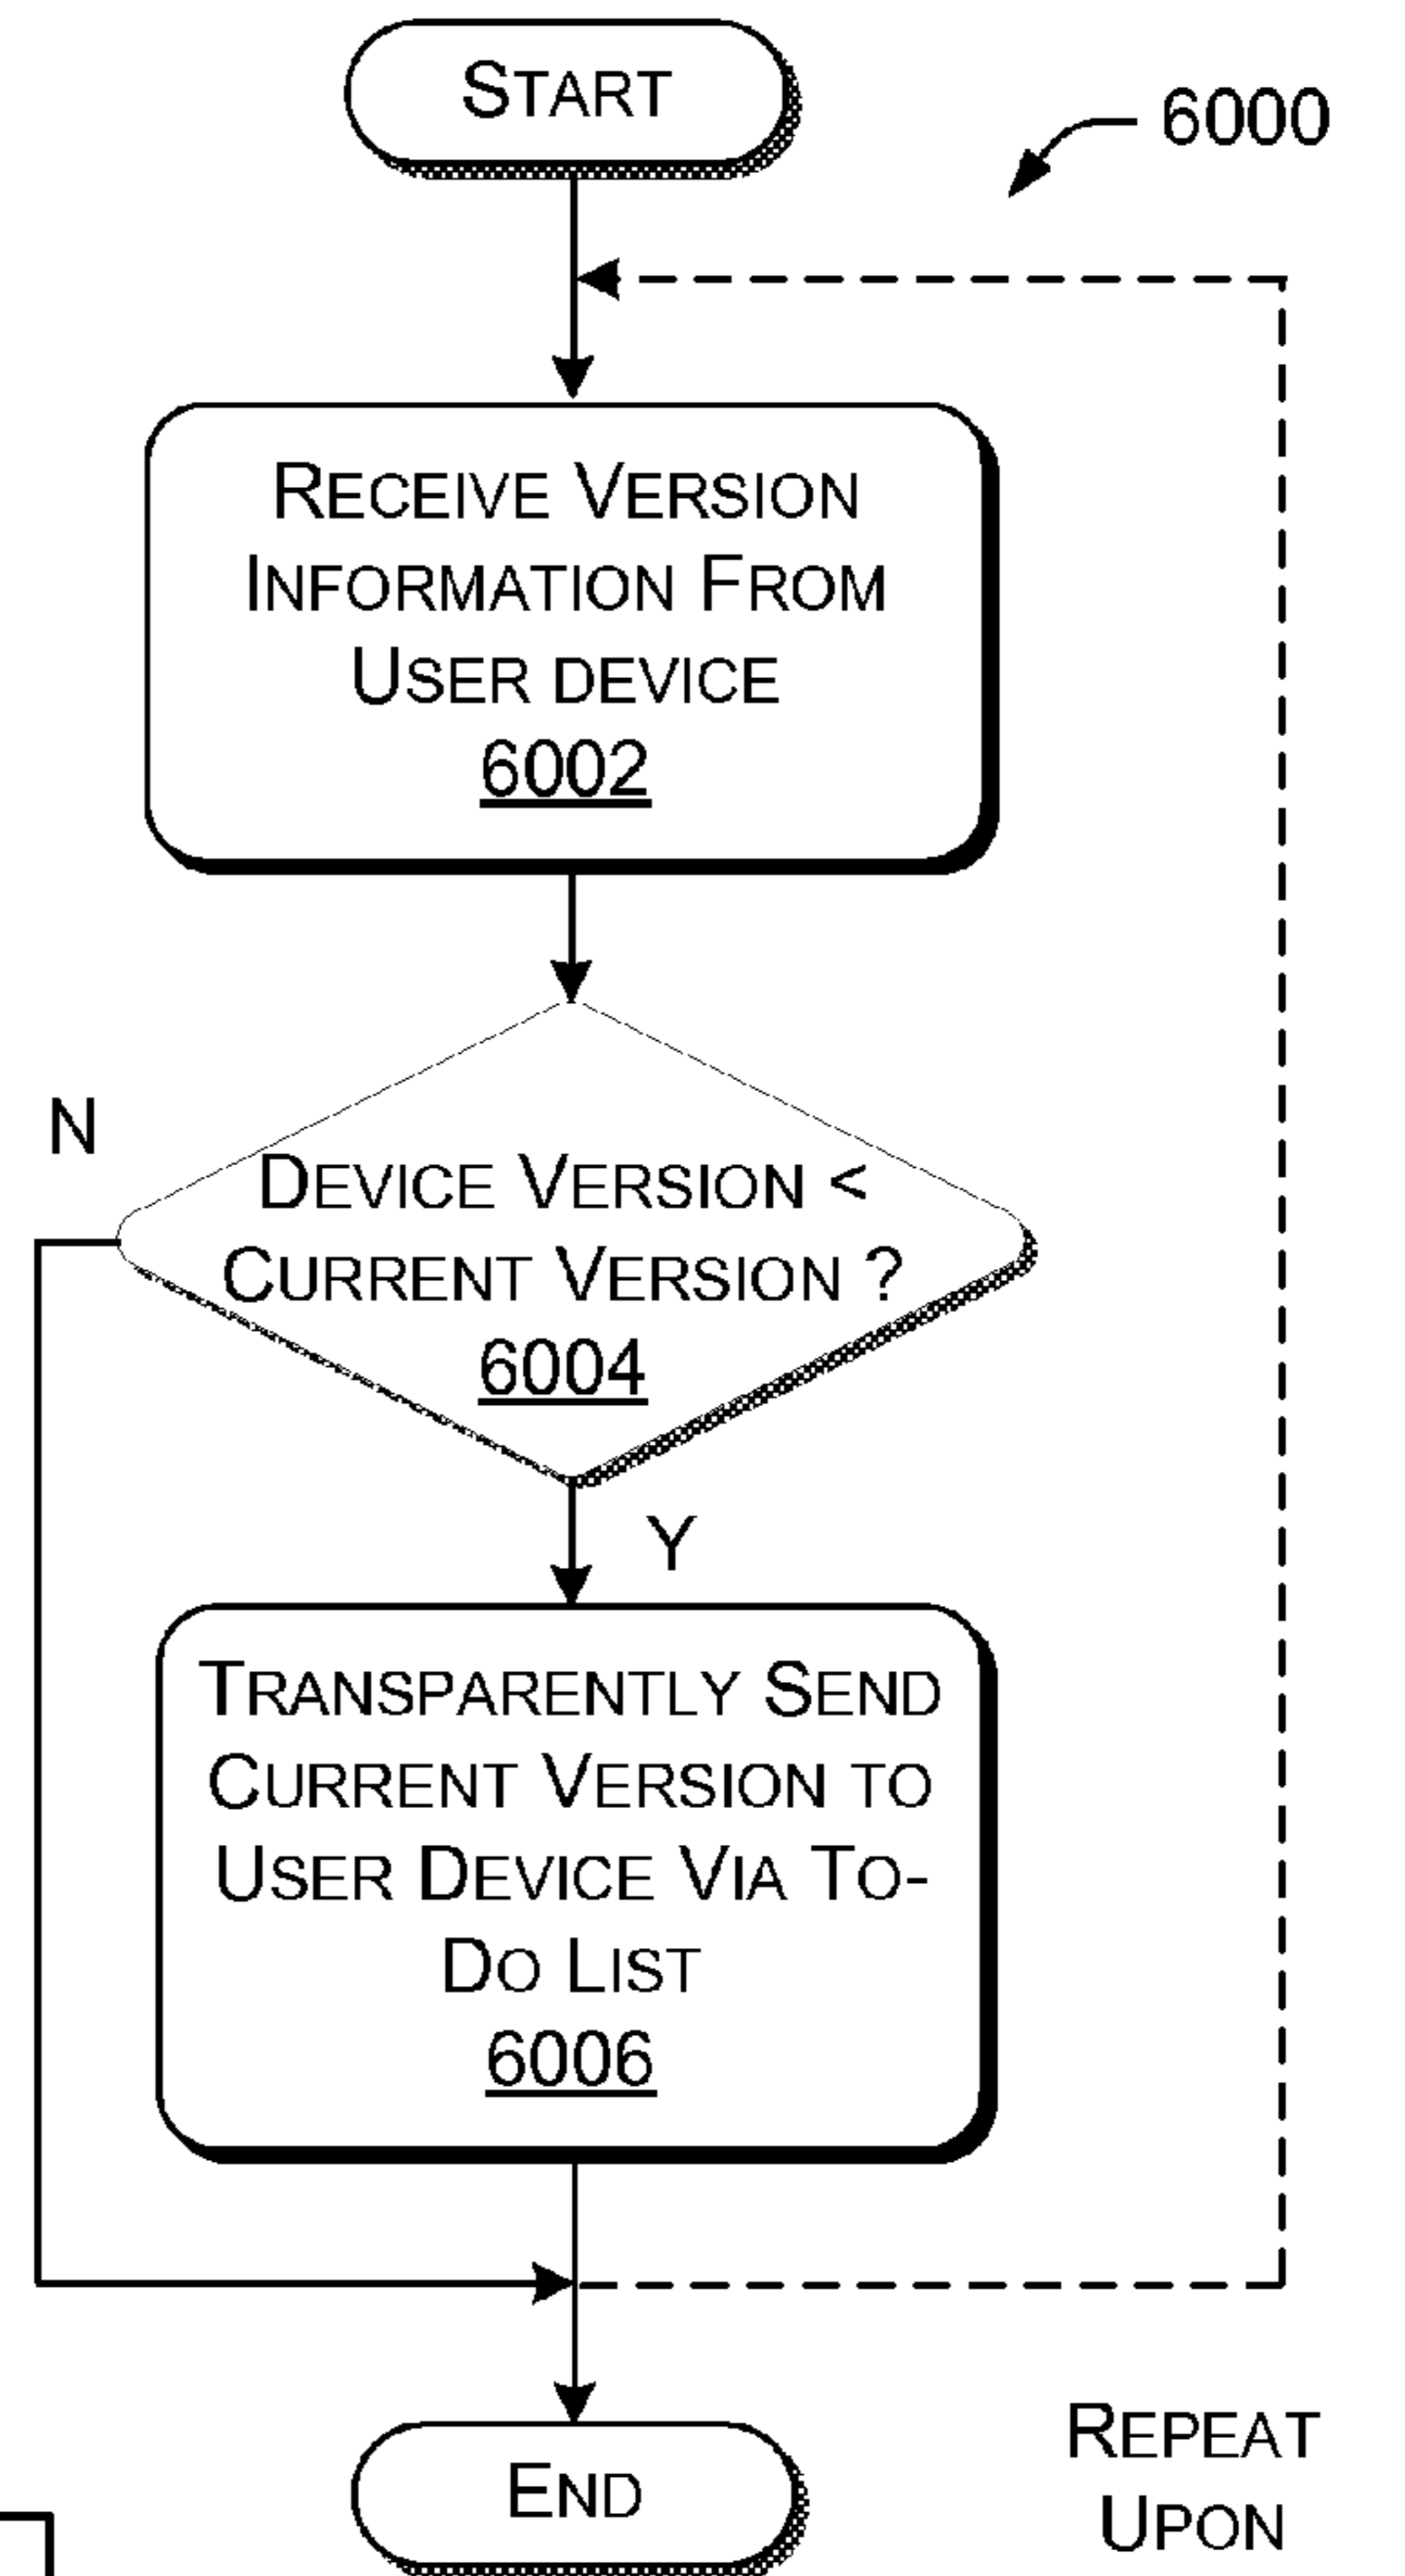 START
6000
RECEIVE VERSION
INFORMATION FROM
USER DEVICE
6002
N
DEVICE VERSION <
CURRENT VERSION ?
6004
Y
TRANSPARENTLY SEND
CURRENT VERSION TO
USER DEVICE VIA TO-
DO LIST
6006
END
REPEAT
UPON